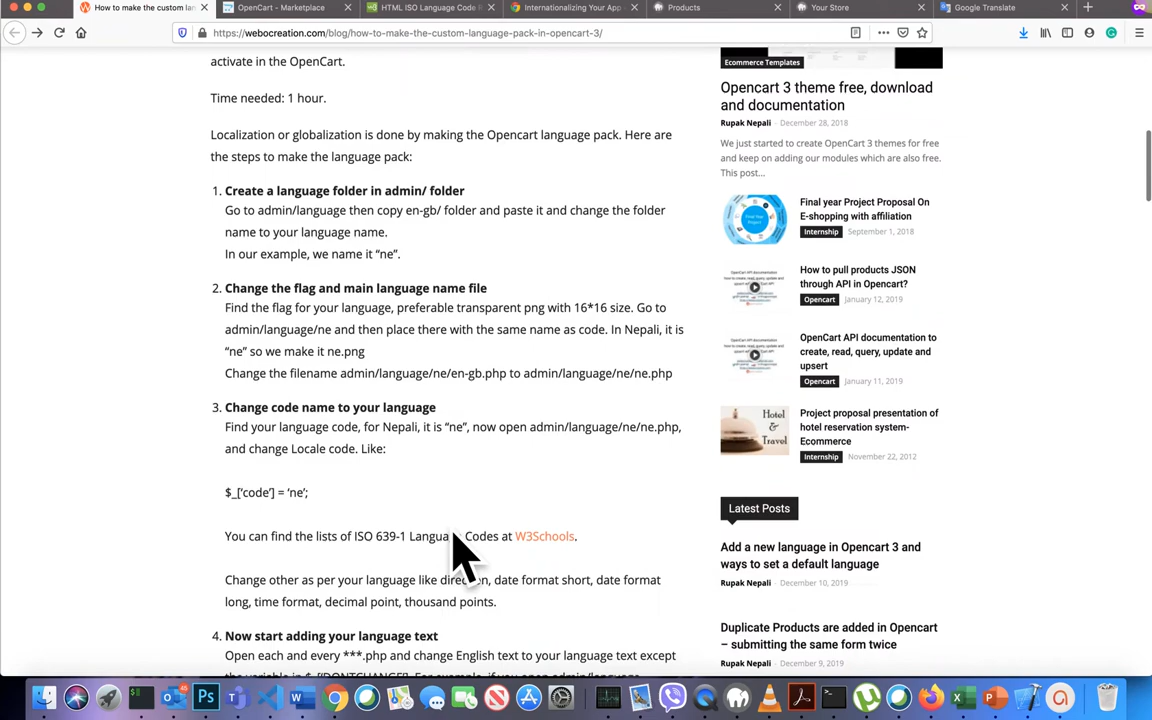 How to make the custom lan
OpenCart - Marketplace
HTML ISO Language Code R
Internationalizing Your App
Products
Your Store
Google Translate
https://webocreation.com/blog/how-to-make-the-custom-language-pack-in-opencart-3/
activate in the OpenCart.
Time needed: 1 hour.
Localization or globalization is done by making the Opencart language pack. Here are
the steps to make the language pack:
1. Create a language folder in admin/ folder
Go to admin/language then copy en-gb/ folder and paste it and change the folder
name to your language name.
In our example, we name it “ne”.
2. Change the flag and main language name file
Find the flag for your language, preferable transparent png with 16*16 size. Go to
admin/language/ne and then place there with the same name as code. In Nepali, it is
“ne” so we make it ne.png
Change the filename admin/language/ne/en-gb.php to admin/language/ne/ne.php
3. Change code name to your language
Find your language code, for Nepali, it is “ne”, now open admin/language/ne/ne.php,
and change Locale code. Like:
$_[‘code’] = ‘ne’;
You can find the lists of ISO 639-1 Langua Codes at W3Schools.
Change other as per your language like direction, date format short, date format
long, time format, decimal point, thousand points.
4. Now start adding your language text
Open each and every ***.php and change English text to your language text except
Ecommerce Templates
Opencart 3 theme free, download
and documentation
Rupak Nepali - December 28, 2018
We just started to create OpenCart 3 themes for free
and keep on adding our modules which are also free.
This post...
Final year Project Proposal On
E-shopping with affiliation
Internship September 1, 2018
How to pull products JSON
through API in Opencart?
Opencart January 12, 2019
OpenCart API documentation to
create, read, query, update and
upsert
Opencart January 11, 2019
Project proposal presentation of
hotel reservation system-
Ecommerce
Internship November 22, 2012
Latest Posts
Add a new language in Opencart 3 and
ways to set a default language
Rupak Nepali - December 10, 2019
Duplicate Products are added in Opencart
– submitting the same form twice
Rupak Nepali - December 9, 2019